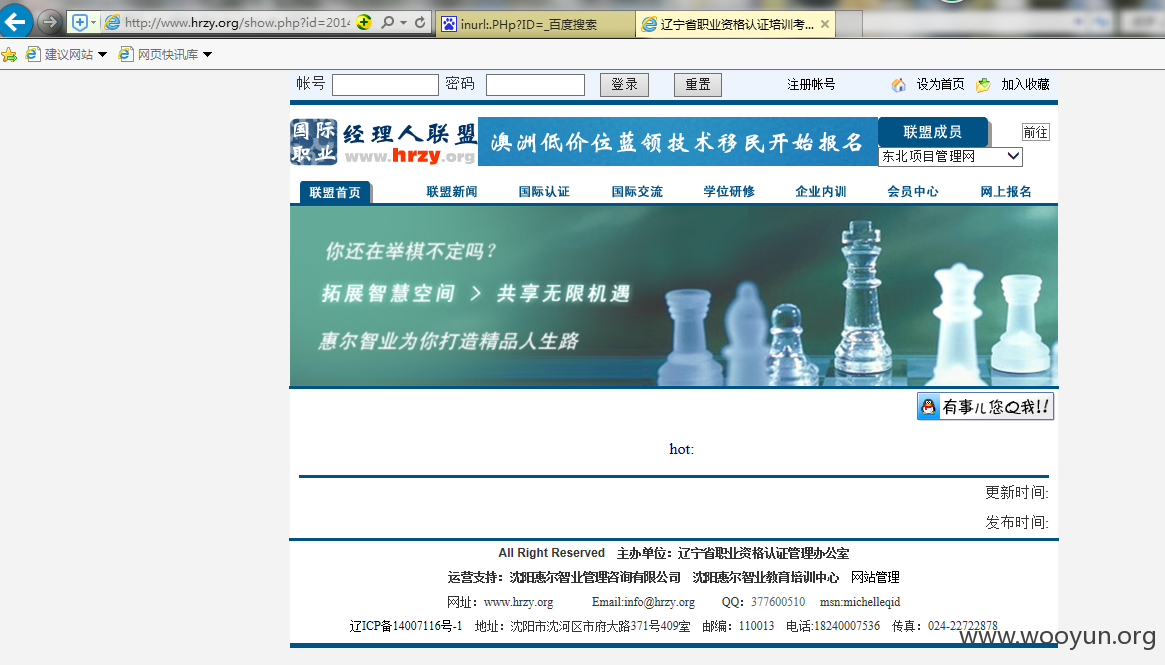 http://www.hrzy.org/show.php?id=2014
inurl:.PHp?ID=_百度搜索
辽宁省职业资格认证培训考...
建议网站
网页快讯库
帐号 密码 登录 重置 注册帐号 设为首页 加入收藏
国际职业 经理人联盟
www.hrzy.org
澳洲低价位蓝领技术移民开始报名
联盟成员
前往
东北项目管理网
联盟首页 联盟新闻 国际认证 国际交流 学位研修 企业内训 会员中心 网上报名
你还在举棋不定吗?
拓展智慧空间 > 共享无限机遇
惠尔智业为你打造精品人生路
有事儿您Q我!!
hot:
更新时间:
发布时间:
All Right Reserved 主办单位：辽宁省职业资格认证管理办公室
运营支持：沈阳惠尔智业管理咨询有限公司 沈阳惠尔智业教育培训中心 网站管理
网址：www.hrzy.org Email:info@hrzy.org QQ：377600510 msn:michelleqid
辽ICP备14007116号-1 地址：沈阳市沈河区市府大路371号409室 邮编：110013 电话:18240007536 传真：024-22722878
www.wooyun.org